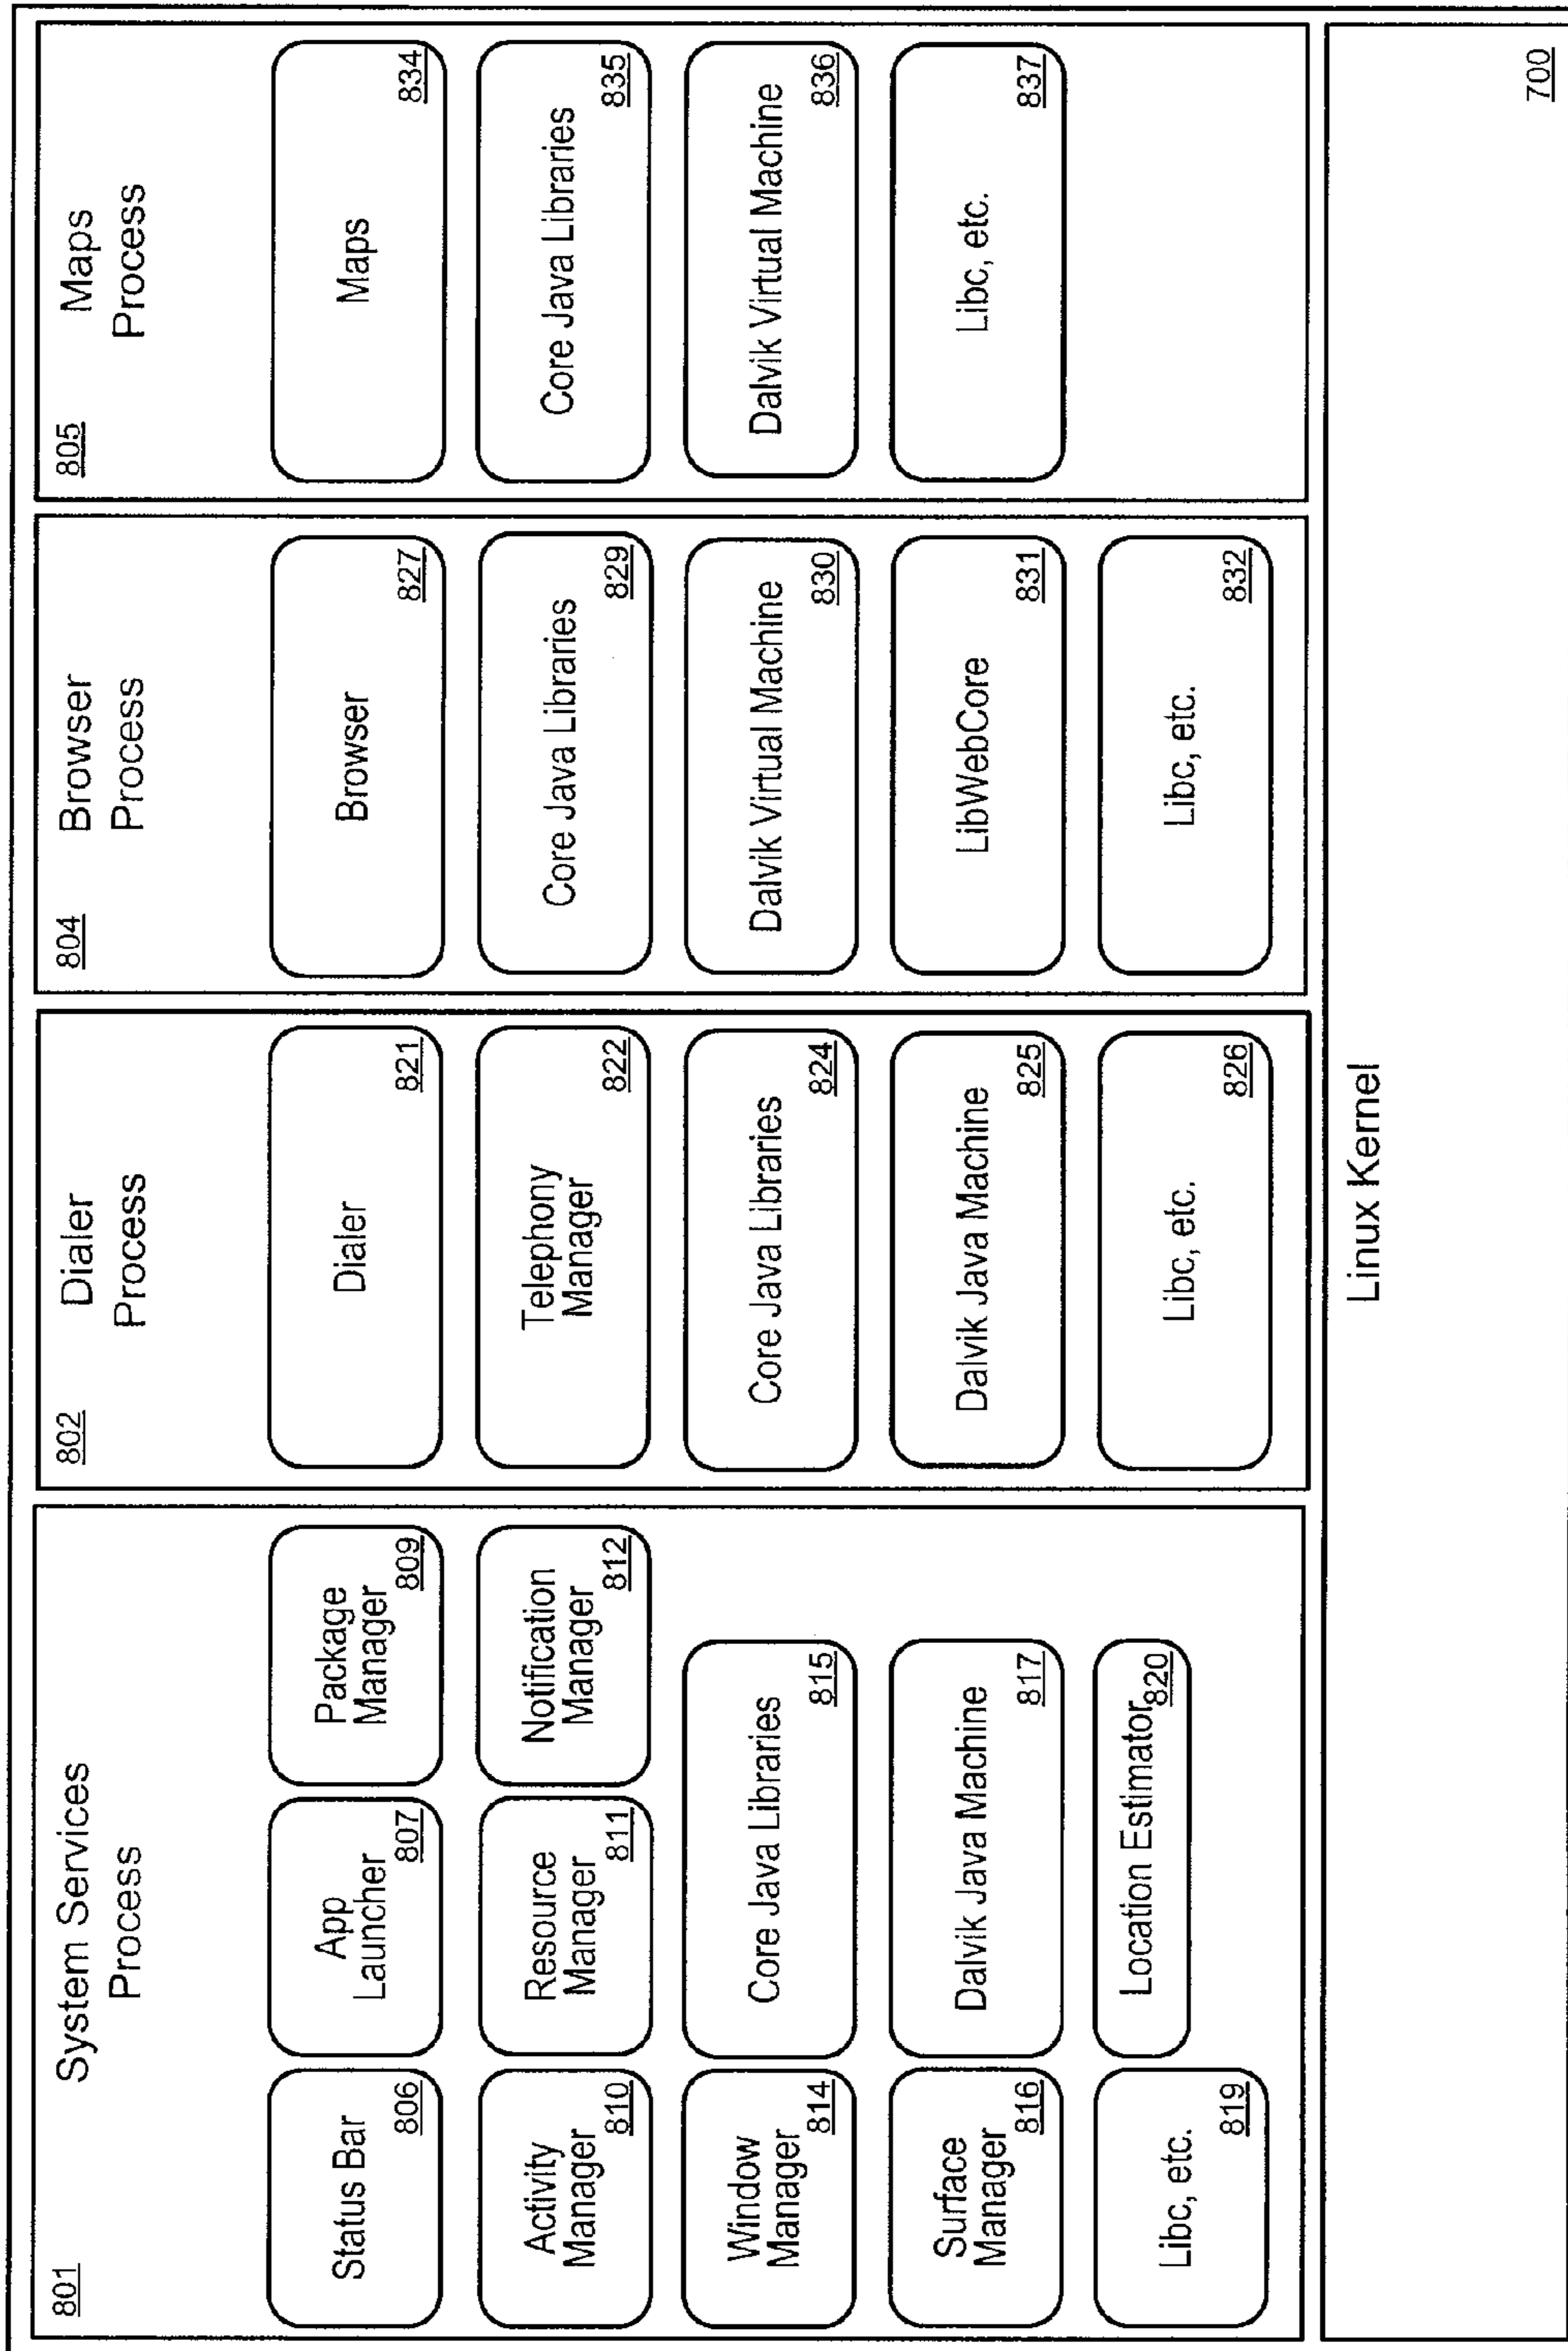 801
System Services
Process
Status Bar
806
App
Launcher
807
Package
Manager
809
Activity
Manager
810
Resource
Manager
811
Notification
Manager
812
Window
Manager
814
Core Java Libraries
815
Surface
Manager
816
Dalvik Java Machine
817
Libc, etc.
819
Location Estimator
820
802
Dialer
Process
Dialer
821
Telephony
Manager
822
Core Java Libraries
824
Dalvik Java Machine
825
Libc, etc.
826
804
Browser
Process
Browser
827
Core Java Libraries
829
Dalvik Virtual Machine
830
LibWebCore
831
Libc, etc.
832
805
Maps
Process
Maps
834
Core Java Libraries
835
Dalvik Virtual Machine
836
Libc, etc.
837
Linux Kernel
700